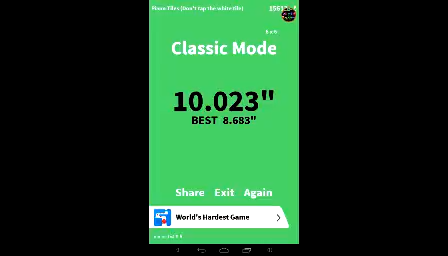 Piano Tiles (Don't tap the white tile)
Classic Mode
10.023"
BEST 8.683"
Share Exit Again
World's Hardest Game